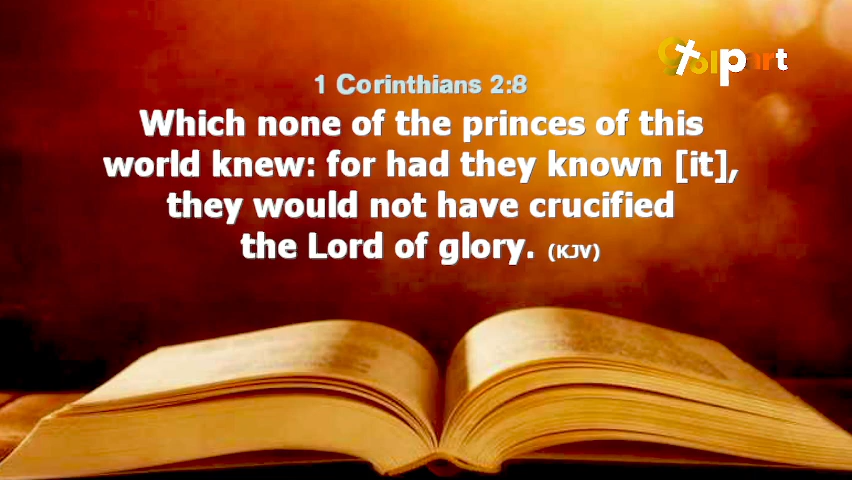 Golpart
1 Corinthians 2:8
Which none of the princes of this
world knew: for had they known [it],
they would not have crucified
the Lord of glory. (KJV)